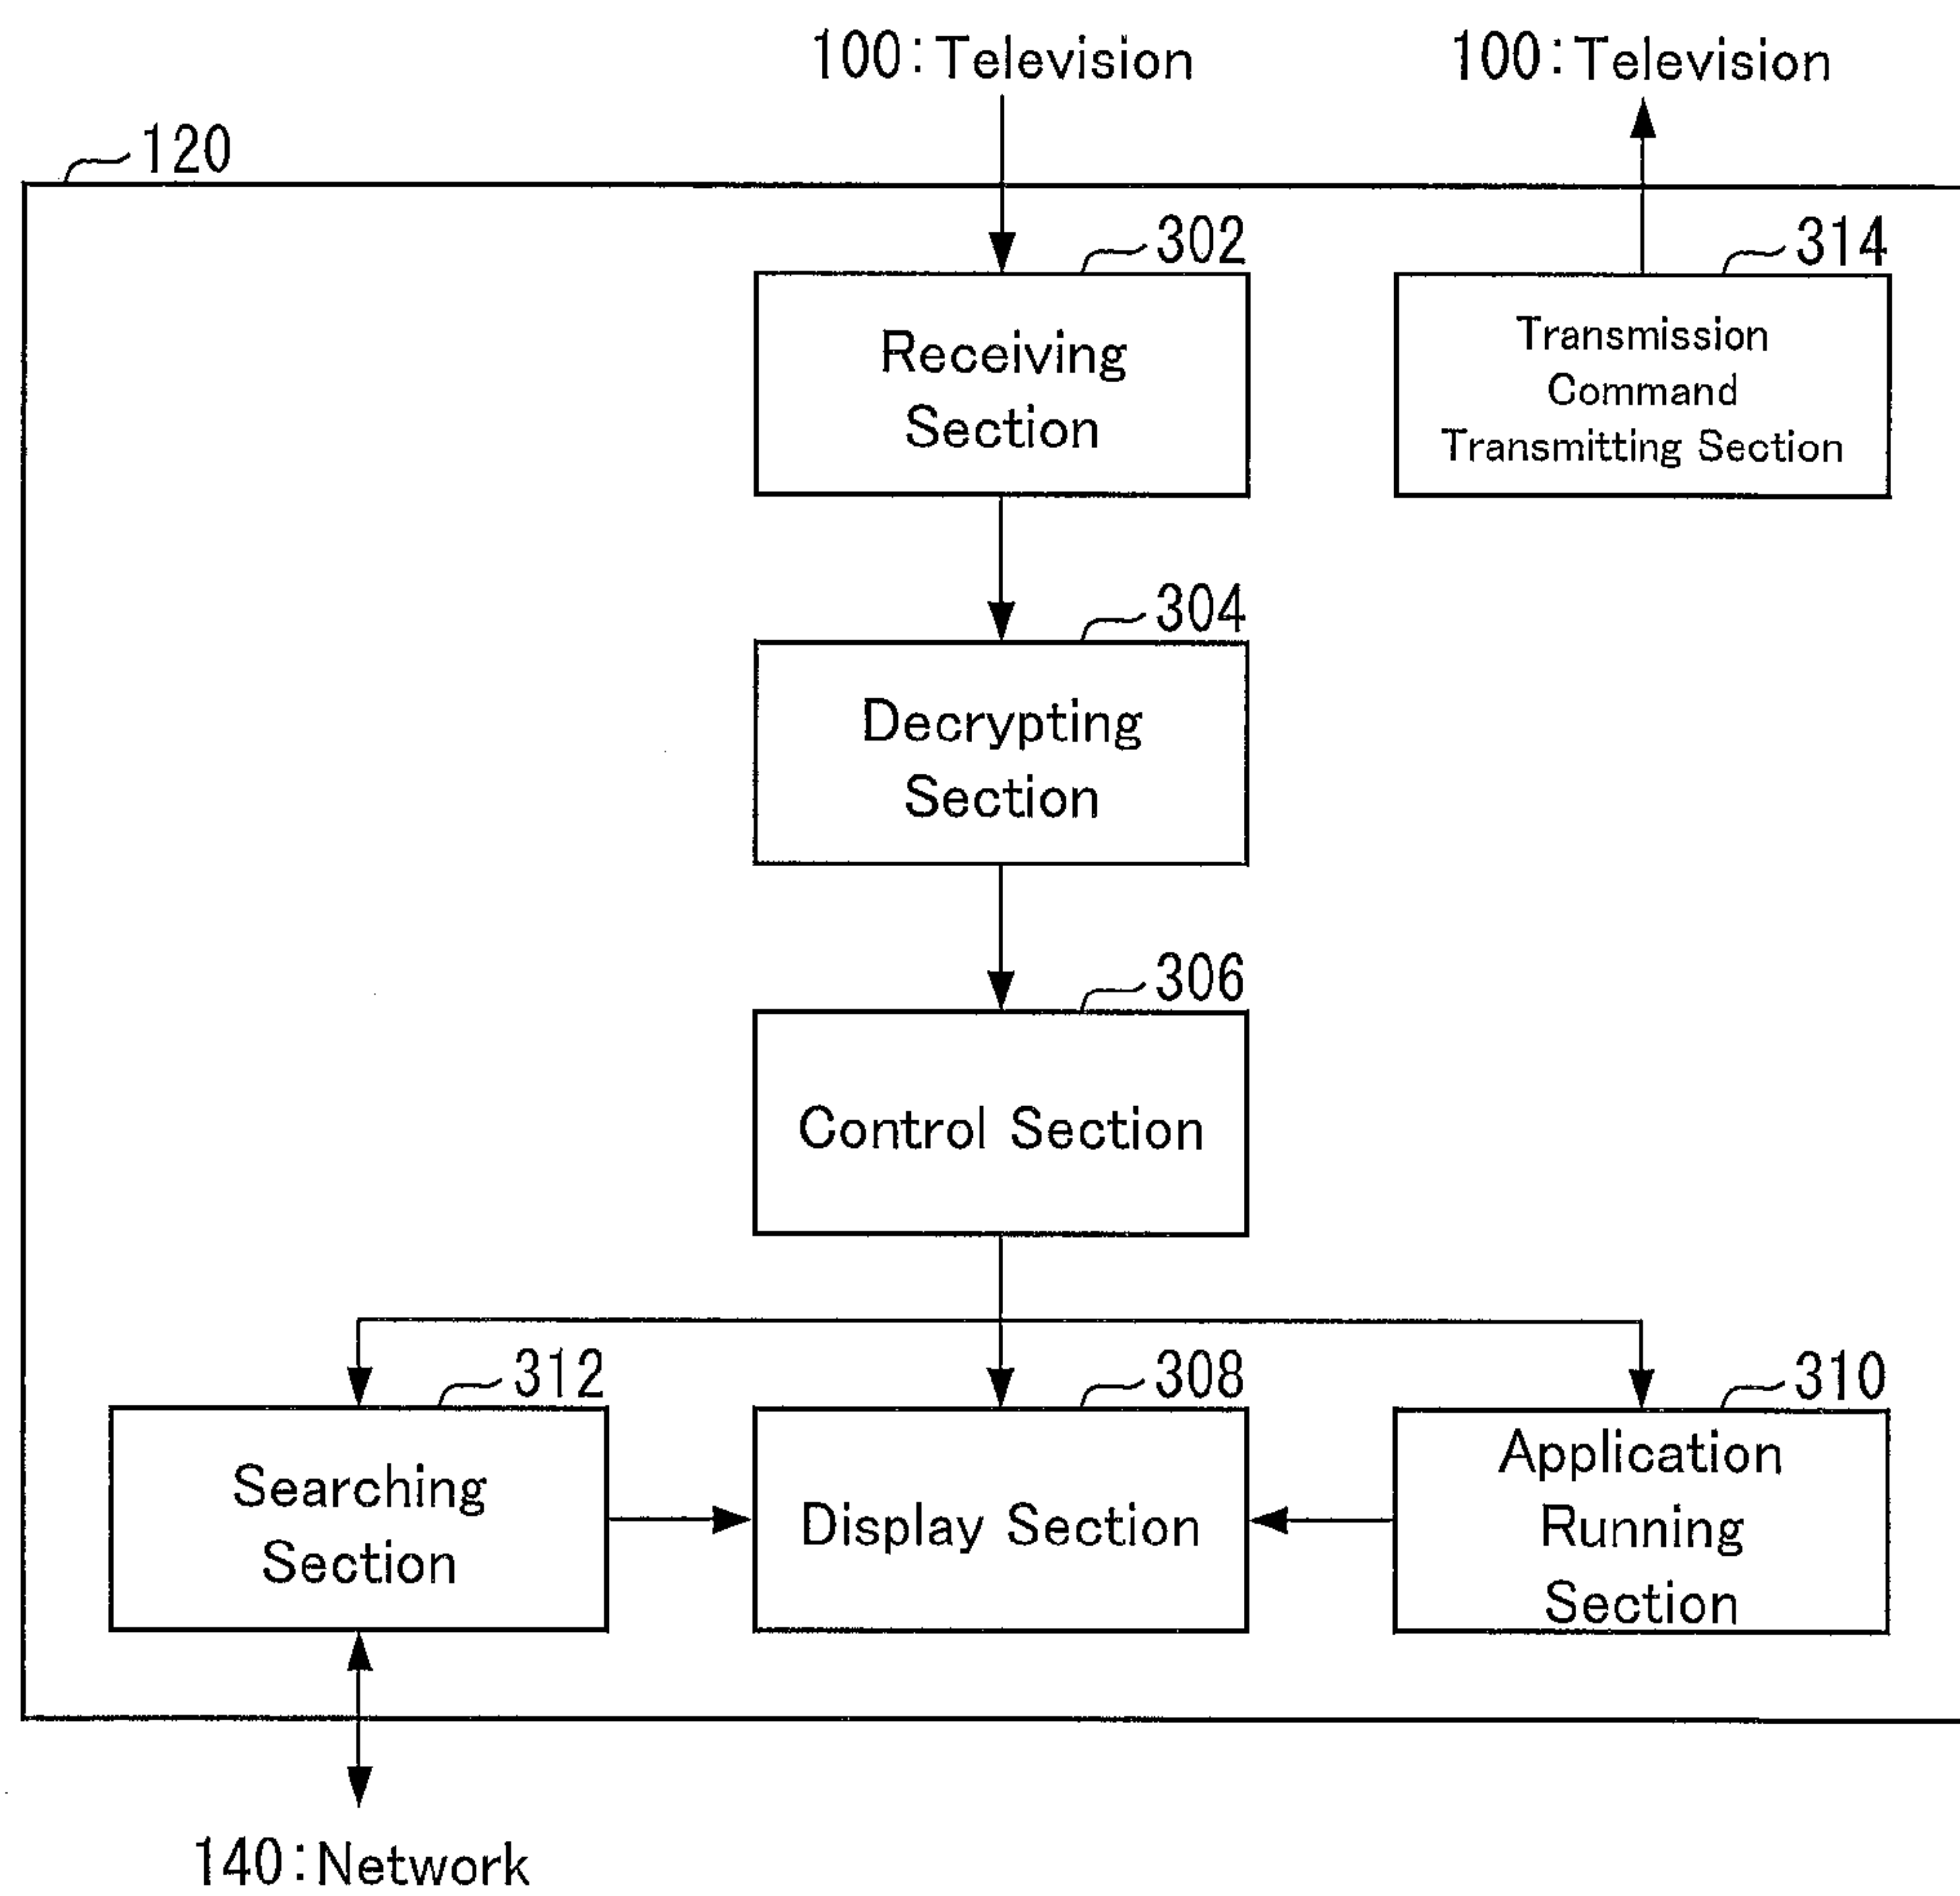 100:Television
100:Television
120
302
314
Receiving
Section
Transmission
Command
Transmitting Section
304
Decrypting
Section
306
Control Section
312
308
310
Searching
Section
Display Section
Application
Running
Section
140:Network